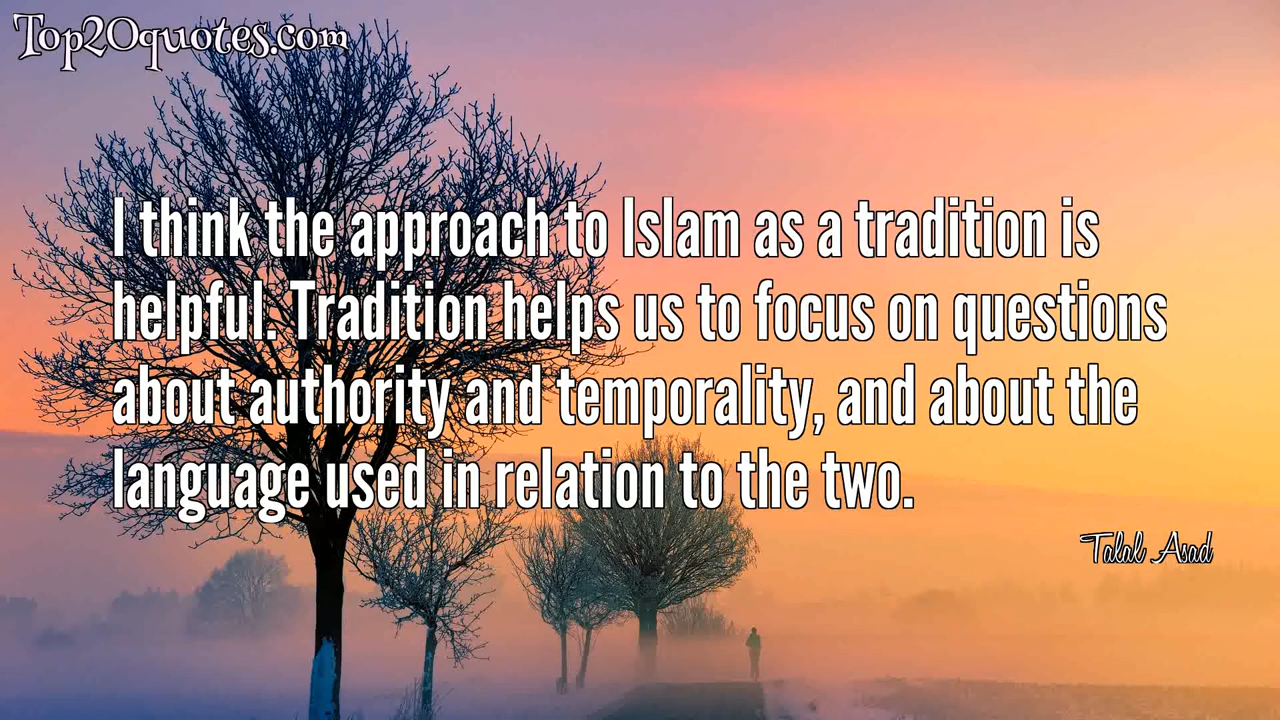 Top20quotes.com
I think the approach to Islam as a tradition is
helpful. Tradition helps us to focus on questions
about authority and temporality, and about the
language used in relation to the two.
Talal Asad